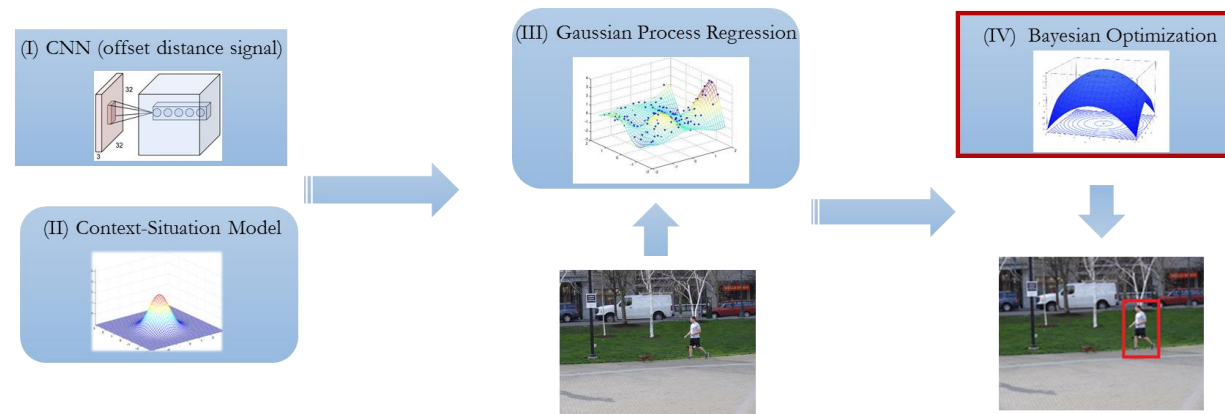 (I) CNN (offset distance signal)
32
32
3
(II) Context-Situation Model
(III) Gaussian Process Regression
(IV) Bayesian Optimization